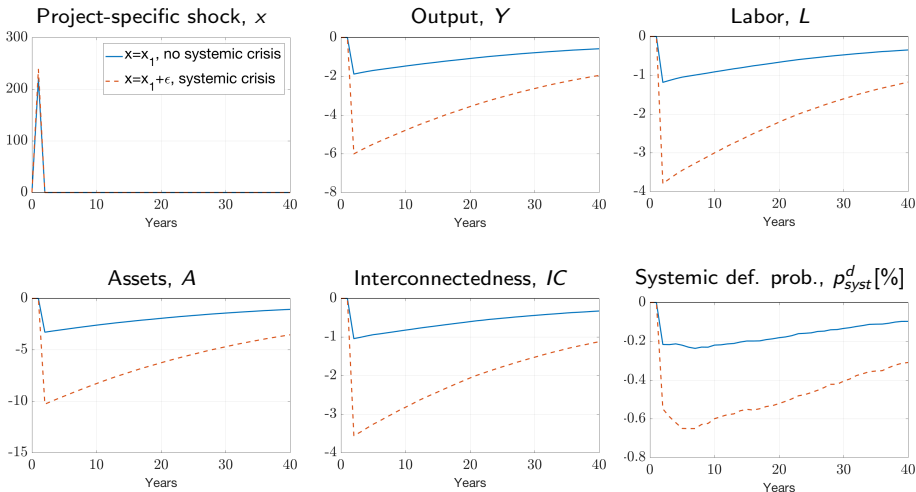 Project-specific shock, x
300
200
100
0
x=x1, no systemic crisis
x=x1+ϵ, systemic crisis
0 10 20 30 40
Years
Output, Y
0
-2
-4
-6
-8
0 10 20 30 40
Years
Labor, L
0
-1
-2
-3
-4
0 10 20 30 40
Years
Assets, A
0
-5
-10
-15
0 10 20 30 40
Years
Interconnectedness, IC
0
-1
-2
-3
-4
0 10 20 30 40
Years
Systemic def. prob., p^d_syst[%]
0
-0.2
-0.4
-0.6
-0.8
0 10 20 30 40
Years